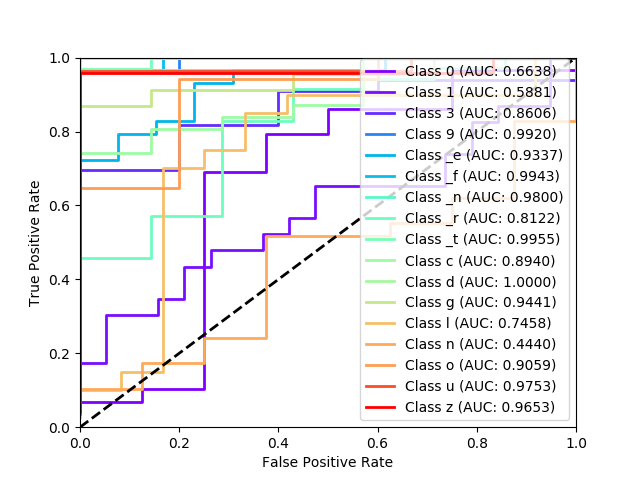 1.0
0.8
0.6
0.4
0.2
0.0
True Positive Rate
Class 0 (AUC: 0.6638)
Class 1 (AUC: 0.5881)
Class 3 (AUC: 0.8606)
Class 9 (AUC: 0.9920)
Class _e (AUC: 0.9337)
Class _f (AUC: 0.9943)
Class _n (AUC: 0.9800)
Class _r (AUC: 0.8122)
Class _t (AUC: 0.9955)
Class c (AUC: 0.8940)
Class d (AUC: 1.0000)
Class g (AUC: 0.9441)
Class l (AUC: 0.7458)
Class n (AUC: 0.4440)
Class o (AUC: 0.9059)
Class u (AUC: 0.9753)
Class z (AUC: 0.9653)
0.0 0.2 0.4 0.6 0.8 1.0
False Positive Rate